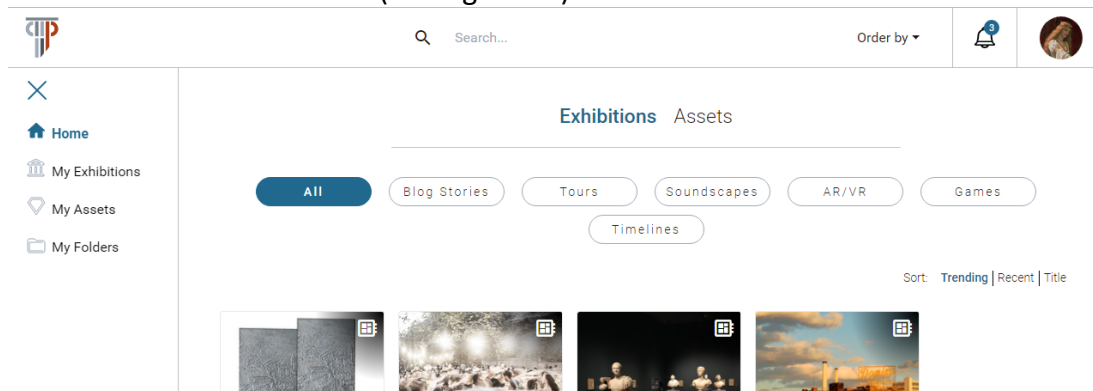 3
Search...
Order by
Home
My Exhibitions
My Assets
My Folders
Exhibitions Assets
All Blog Stories Tours Soundscapes AR/VR Games
Timelines
Sort: Trending | Recent | Title